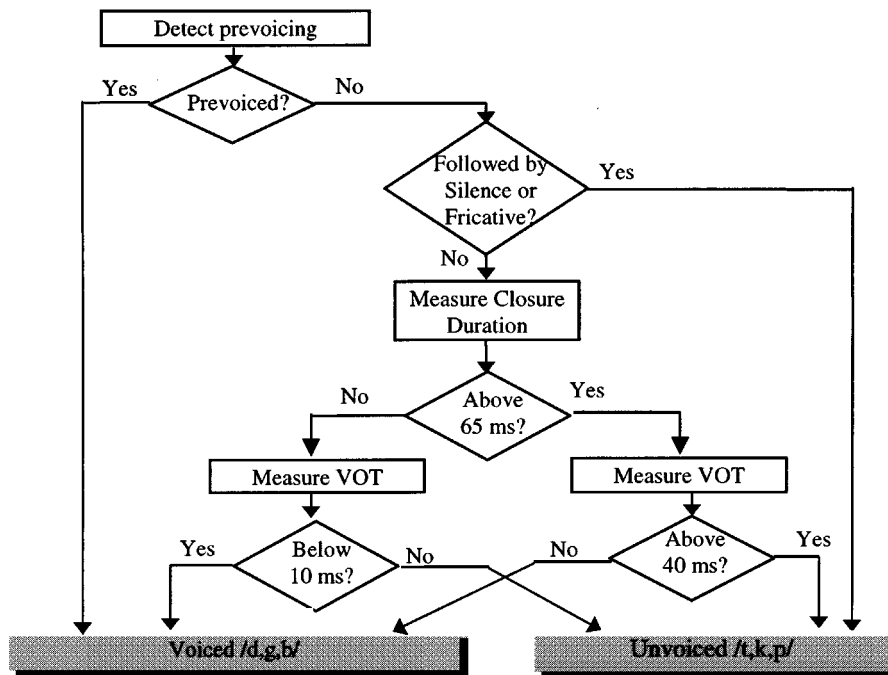 Detect prevoicing
Yes
Prevoiced?
No
Followed by
Silence or
Fricative?
Yes
No
Measure Closure
Duration
No
Above
65 ms?
Yes
Measure VOT
Measure VOT
Yes
Below
10 ms?
No
No
Above
40 ms?
Yes
Voiced /d,g,b/
Unvoiced /t,k,p/